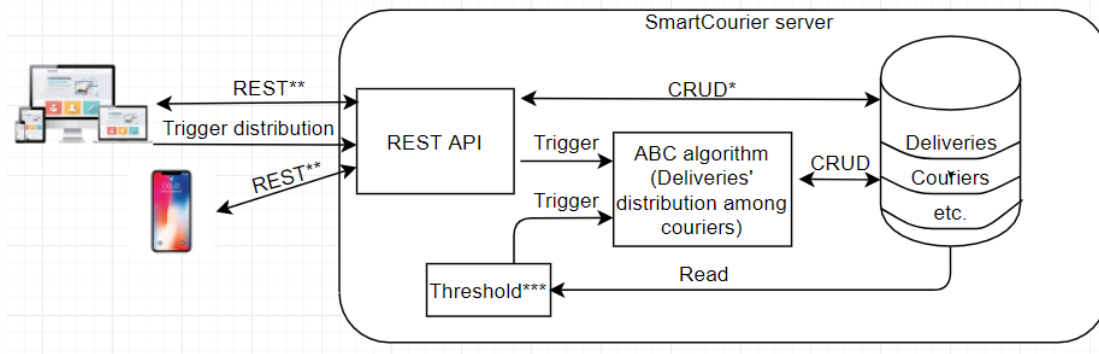 SmartCourier server
REST**
CRUD*
Trigger distribution
REST API
REST**
Trigger
ABC algorithm
(Deliveries'
distribution among
couriers)
CRUD
Trigger
Deliveries
Couriers
etc.
Threshold***
Read